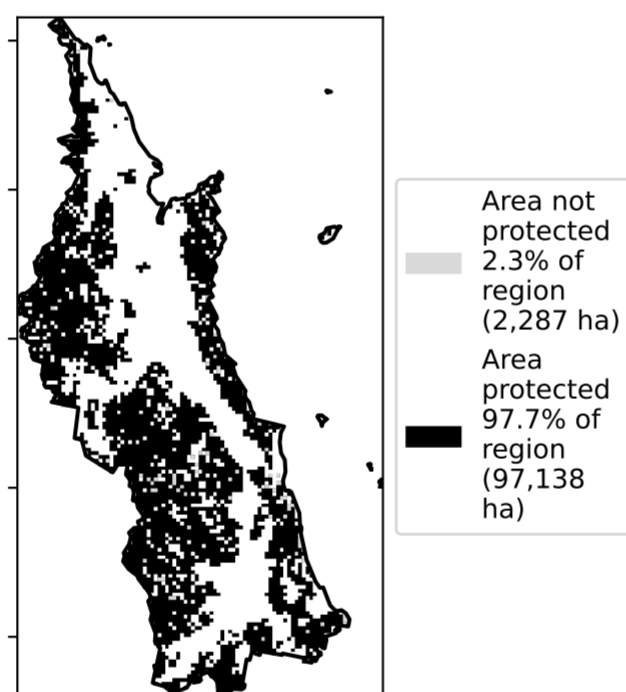 Area not
protected
2.3% of
region
(2,287 ha)
Area
protected
97.7% of
region
(97,138
ha)